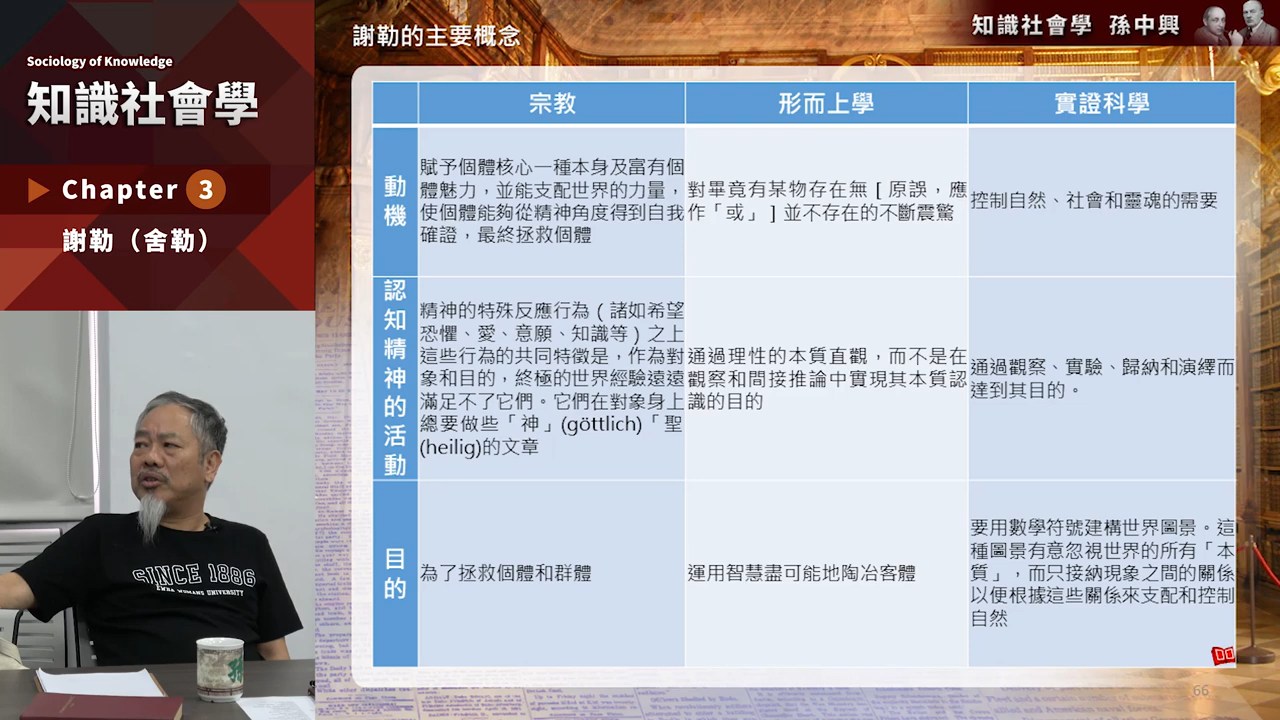 Sociology of Knowledge
知識社會學
Chapter 3
謝勒（舍勒）
謝勒的主要概念
知識社會學 孫中興
宗教
形而上學
實證科學
動機
賦予個體核心一種本身及富有個
體魅力，並能支配世界的力量，
使個體能夠從精神角度得到自我
確證，最終拯救個體
對畢竟有某物存在無 [ 原誤，應
作「或」 ] 並不存在的不斷震驚
控制自然、社會和靈魂的需要
認知精神的活動
精神的特殊反應行為（諸如希望
恐懼、愛、意願、知識等）之上
這些行為的共同特徵是，作為對
象和目的，終極的世界經驗遠遠
滿足不了它們。它們在對象身上
總要做些「神」(göttlich)「聖
(heilig)的文章
通過理性的本質直觀，而不是在
觀察和間接推論中實現其本質認
識的目的
通過觀察、實驗、歸納和演繹而
達到其目的。
目的
為了拯救個體和群體
運用智慧盡可能地陶冶客體
要用數學符號建構世界圖景。這
種圖景有意忽視世界的所有「本
質」，而只接納現象之間的關係
以便根據這些關係來支配和控制
自然
66
SINCE 1886
EWHA WOMANS UNIVERSITY